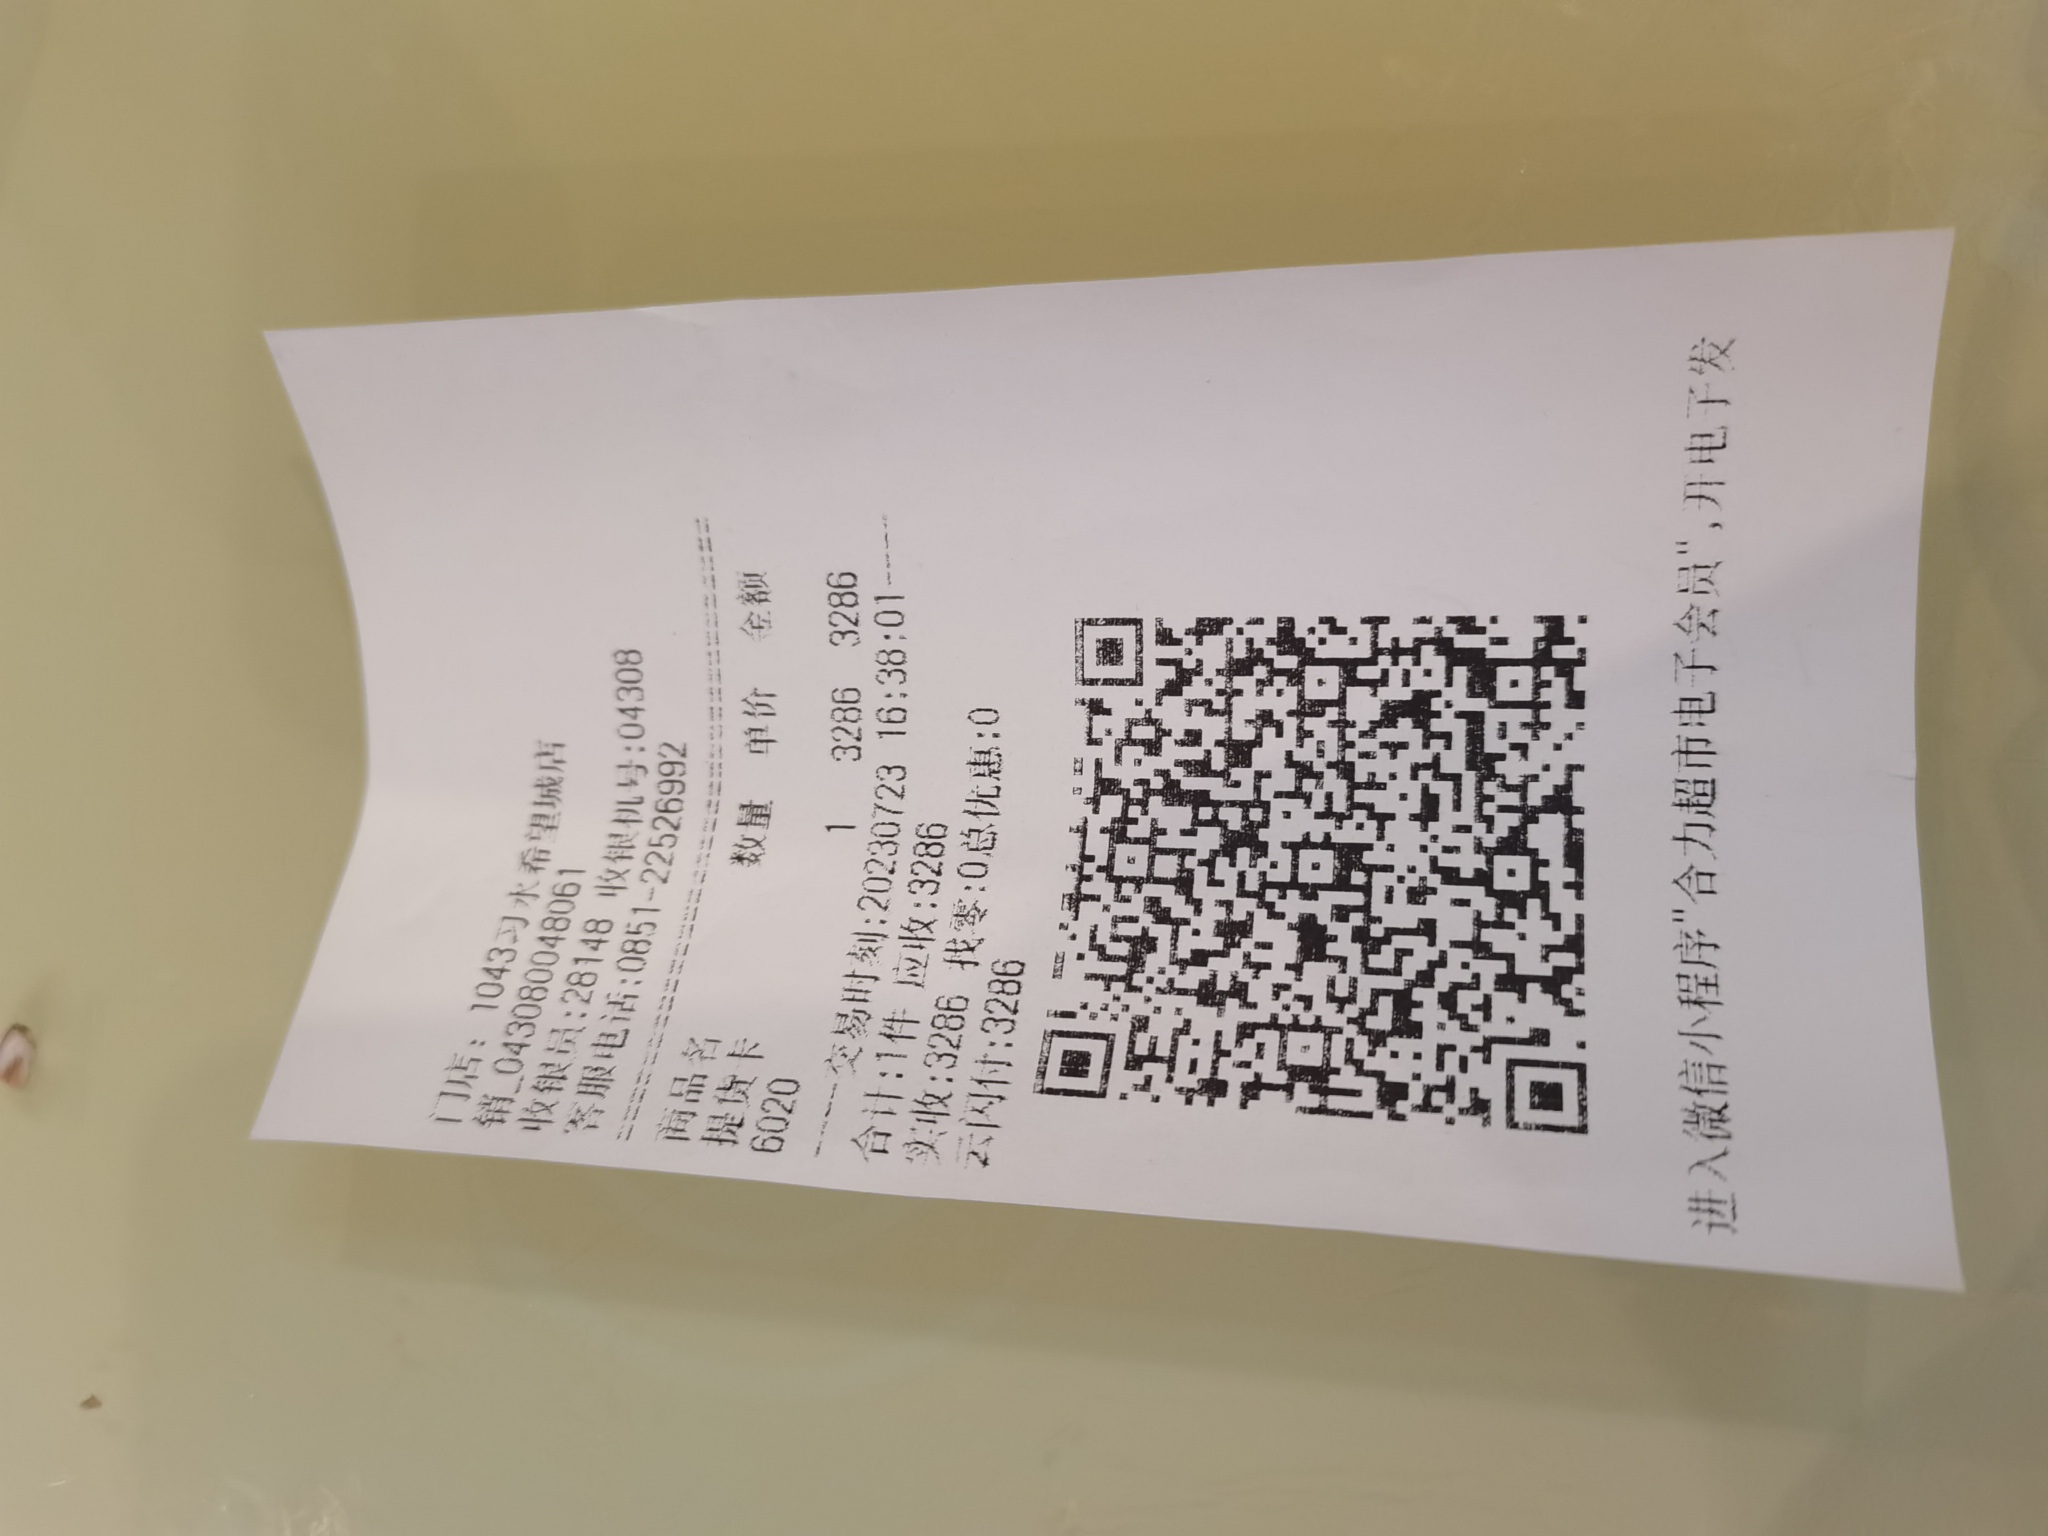 门店: 1043习水希望城店
销_0430800048061
收银员:28148 收银机号:04308
客服电话:0851-22526992
商品名 数量 单价 金额
提货卡
6020 1 3286 3286
-----交易时刻:20230723 16:38:01-----
合计:1件 应收:3286
实收:3286 找零:0总优惠:0
云闪付:3286
进入微信小程序"合力超市电子会员",开电子发